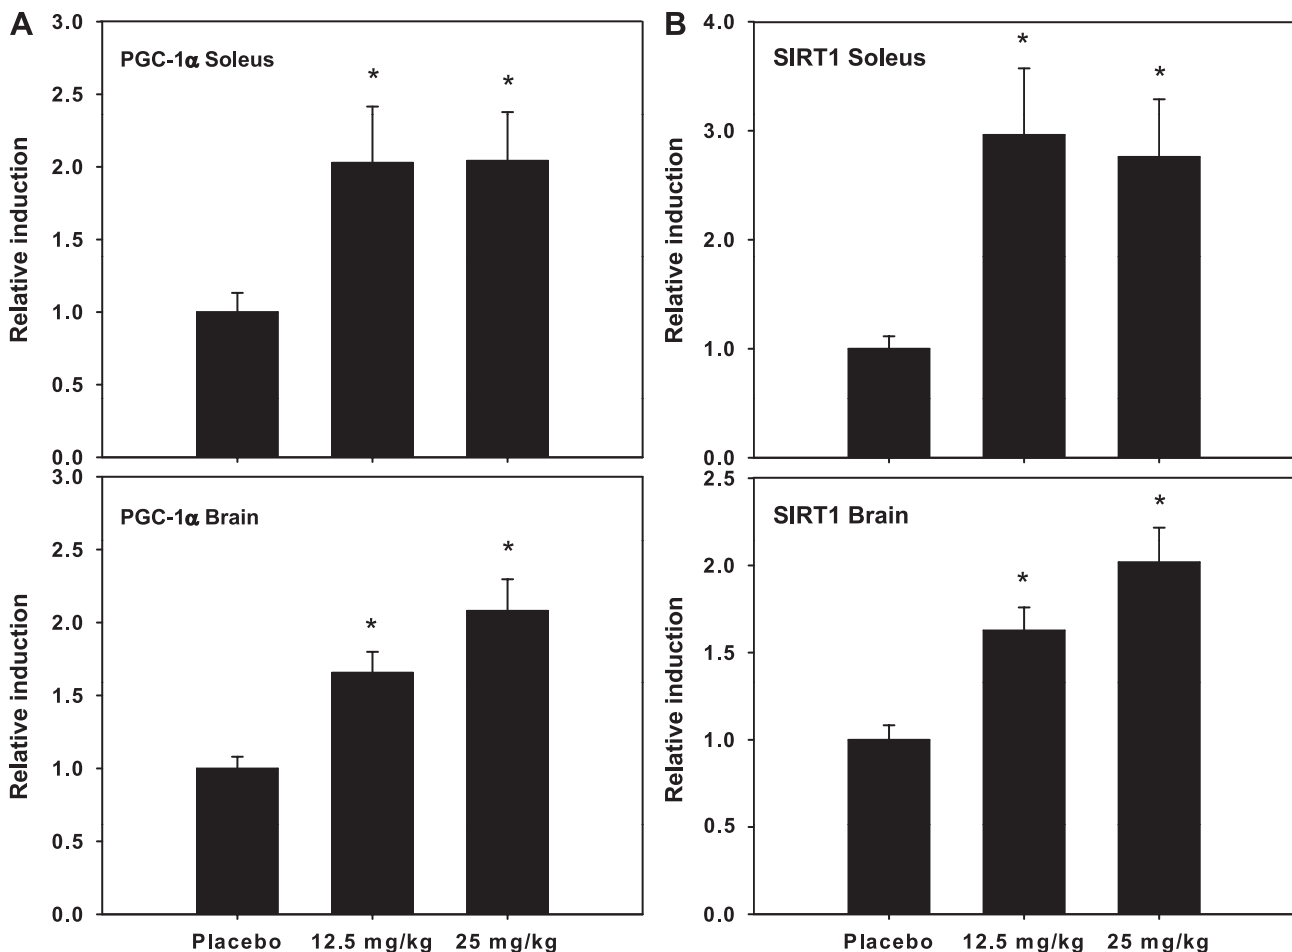 A
PGC-1α Soleus
Relative induction
3.0
2.5
2.0
1.5
1.0
0.5
0.0
* *
PGC-1α Brain
Relative induction
3.0
2.5
2.0
1.5
1.0
0.5
0.0
* *
Placebo 12.5 mg/kg 25 mg/kg
B
SIRT1 Soleus
Relative induction
4.0
3.0
2.0
1.0
0.0
* *
SIRT1 Brain
Relative induction
2.5
2.0
1.5
1.0
0.5
0.0
* *
Placebo 12.5 mg/kg 25 mg/kg